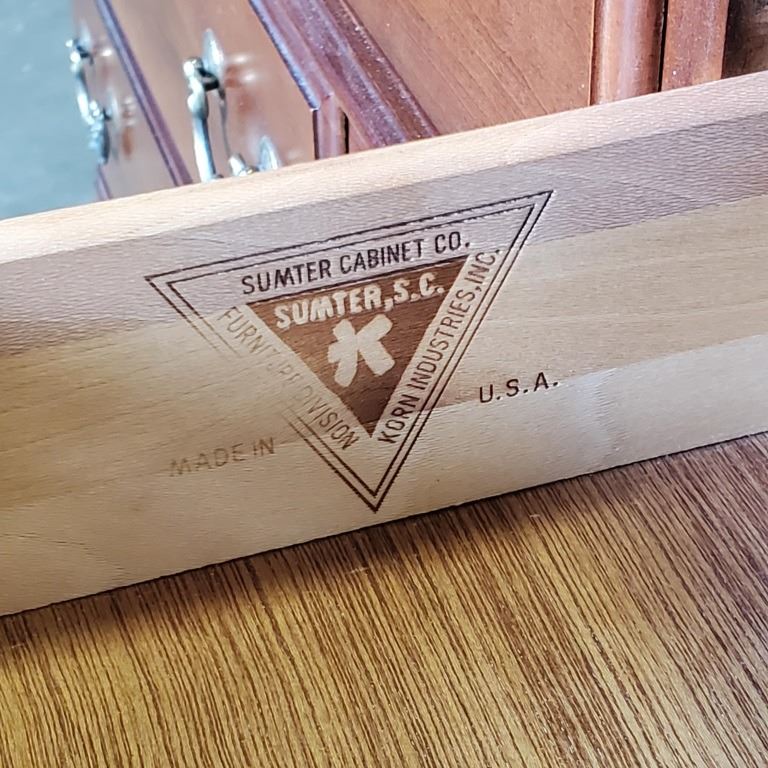 SUMTER CABINET CO.
SUMTER, S.C.
K
FURNITURE DIVISION
KORN INDUSTRIES, INC.
MADE IN
U.S.A.